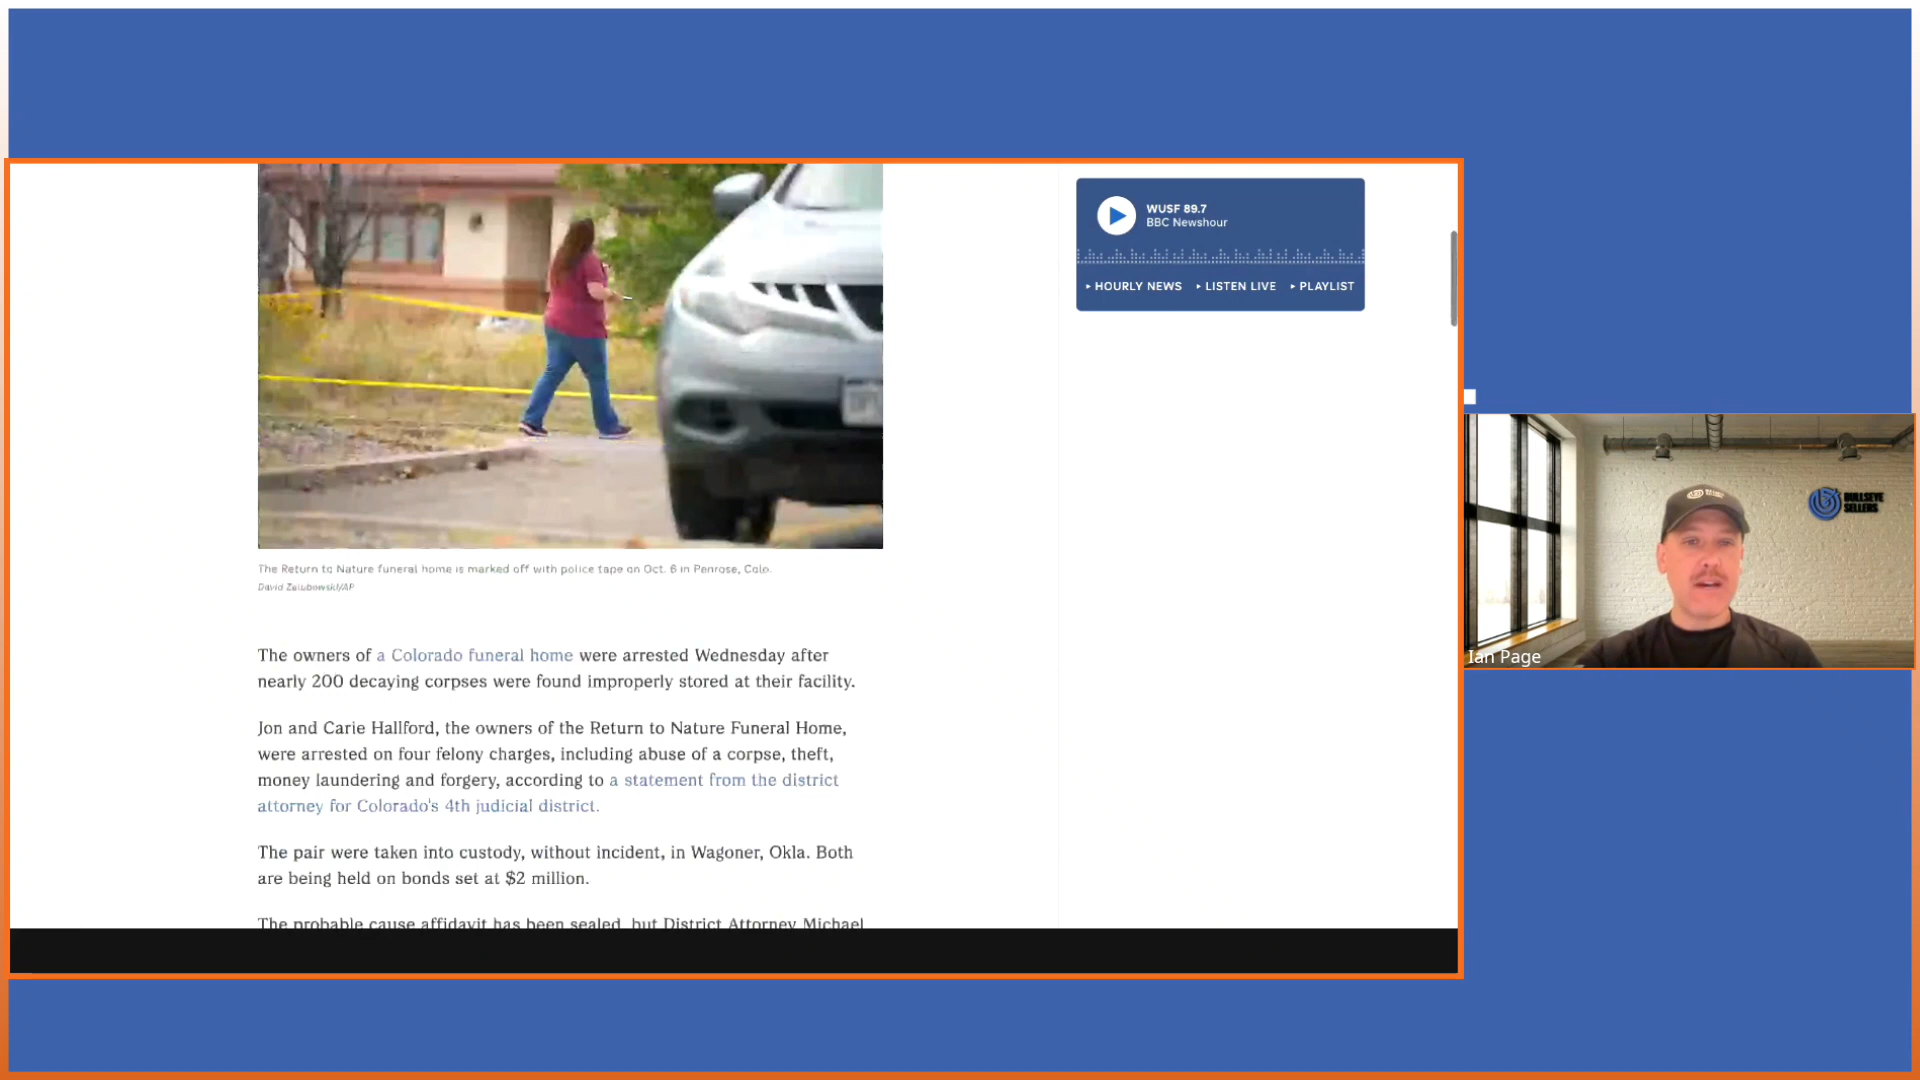 WUSF 89.7
BBC Newshour
HOURLY NEWS LISTEN LIVE PLAYLIST
The Return to Nature funeral home is marked off with police tape on Oct. 6 in Penrose, Colo.
David Zalubowski/AP
The owners of a Colorado funeral home were arrested Wednesday after
nearly 200 decaying corpses were found improperly stored at their facility.
Jon and Carie Hallford, the owners of the Return to Nature Funeral Home,
were arrested on four felony charges, including abuse of a corpse, theft,
money laundering and forgery, according to a statement from the district
attorney for Colorado's 4th judicial district.
The pair were taken into custody, without incident, in Wagoner, Okla. Both
are being held on bonds set at $2 million.
The probable cause affidavit has been sealed, but District Attorney Michael
BULLSEYE
SELLERS
Ian Page